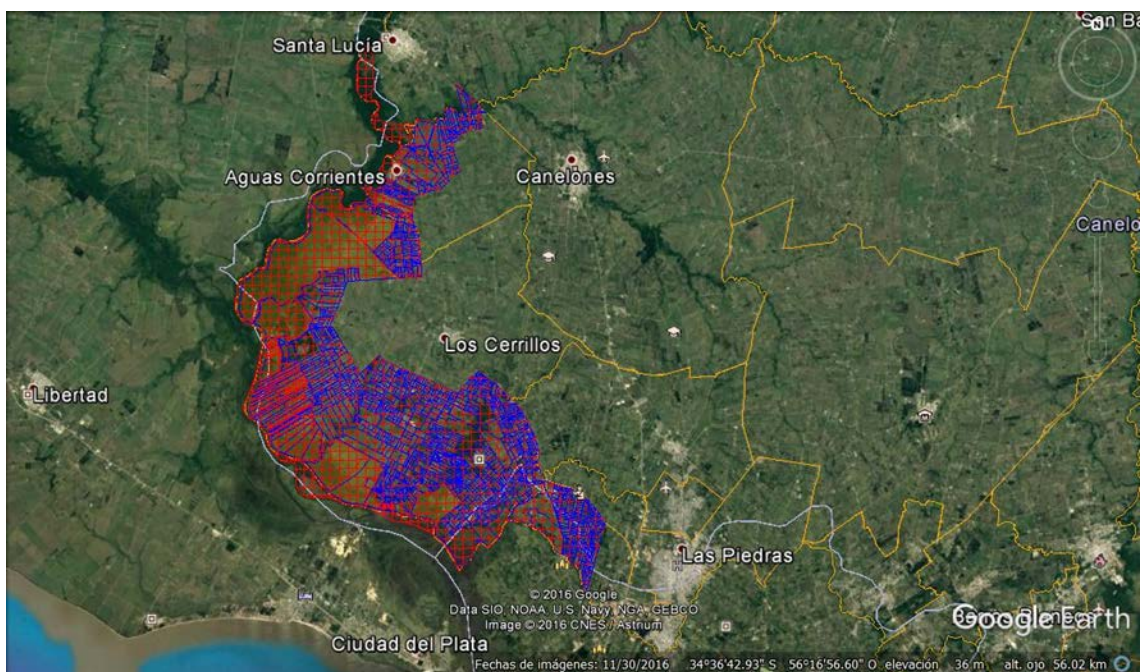 San Ba
Santa Lucía
Aguas Corrientes
Canelones
Canelo
Los Cerrillos
Libertad
Las Piedras
© 2016 Google
Data SIO, NOAA, U.S. Navy, NGA, GEBCO
Image © 2016 CNES / Astrium
Google Earth
Ciudad del Plata
Fechas de imágenes: 11/30/2016 34°36'42.93" S 56°16'56.60" O elevación 36 m alt. ojo 56.02 km